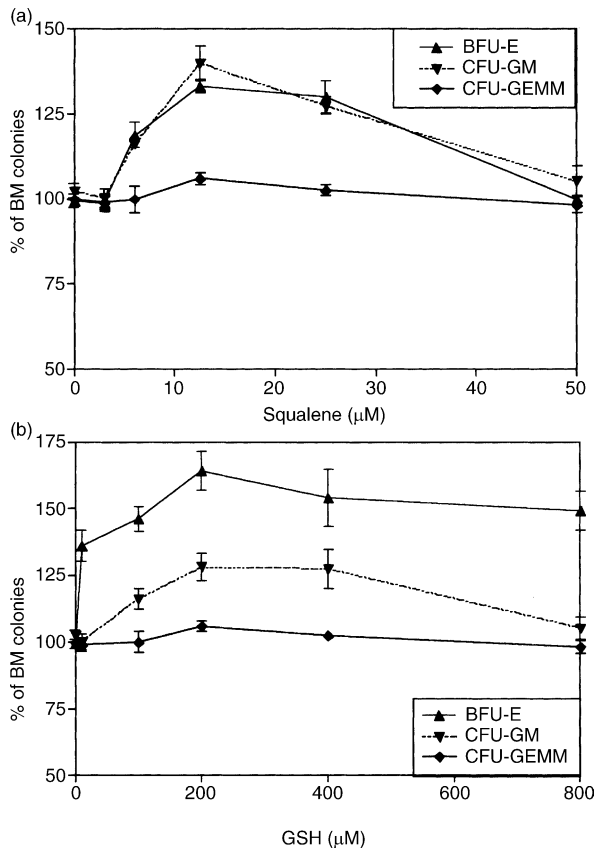 (a)
150
125
100
75
50
% of BM colonies
BFU-E
CFU-GM
CFU-GEMM
0 10 20 30 40 50
Squalene (μM)
(b)
175
150
125
100
75
50
% of BM colonies
BFU-E
CFU-GM
CFU-GEMM
0 200 400 600 800
GSH (μM)